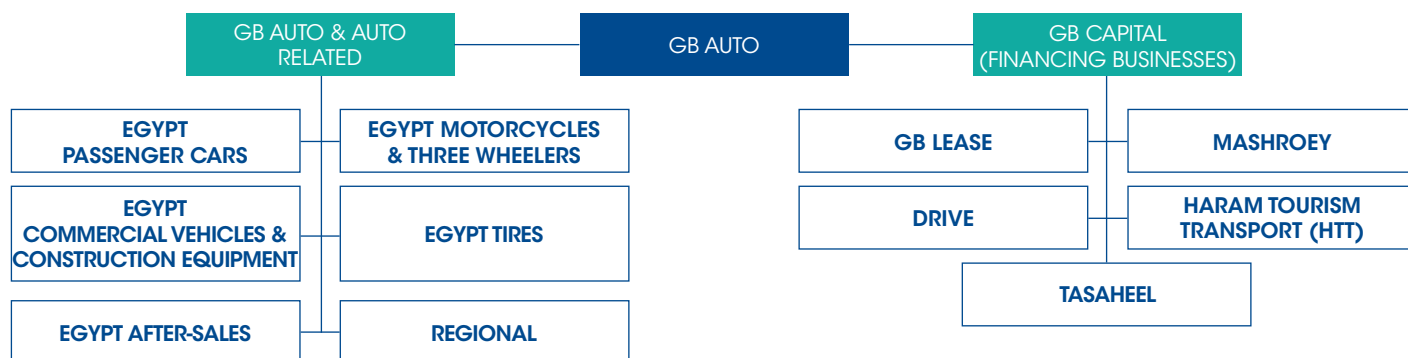 GB AUTO & AUTO
RELATED
GB AUTO
GB CAPITAL
(FINANCING BUSINESSES)
EGYPT
PASSENGER CARS
EGYPT MOTORCYCLES
& THREE WHEELERS
GB LEASE
MASHROEY
EGYPT
COMMERCIAL VEHICLES &
CONSTRUCTION EQUIPMENT
EGYPT TIRES
DRIVE
HARAM TOURISM
TRANSPORT (HTT)
TASAHEEL
EGYPT AFTER-SALES
REGIONAL